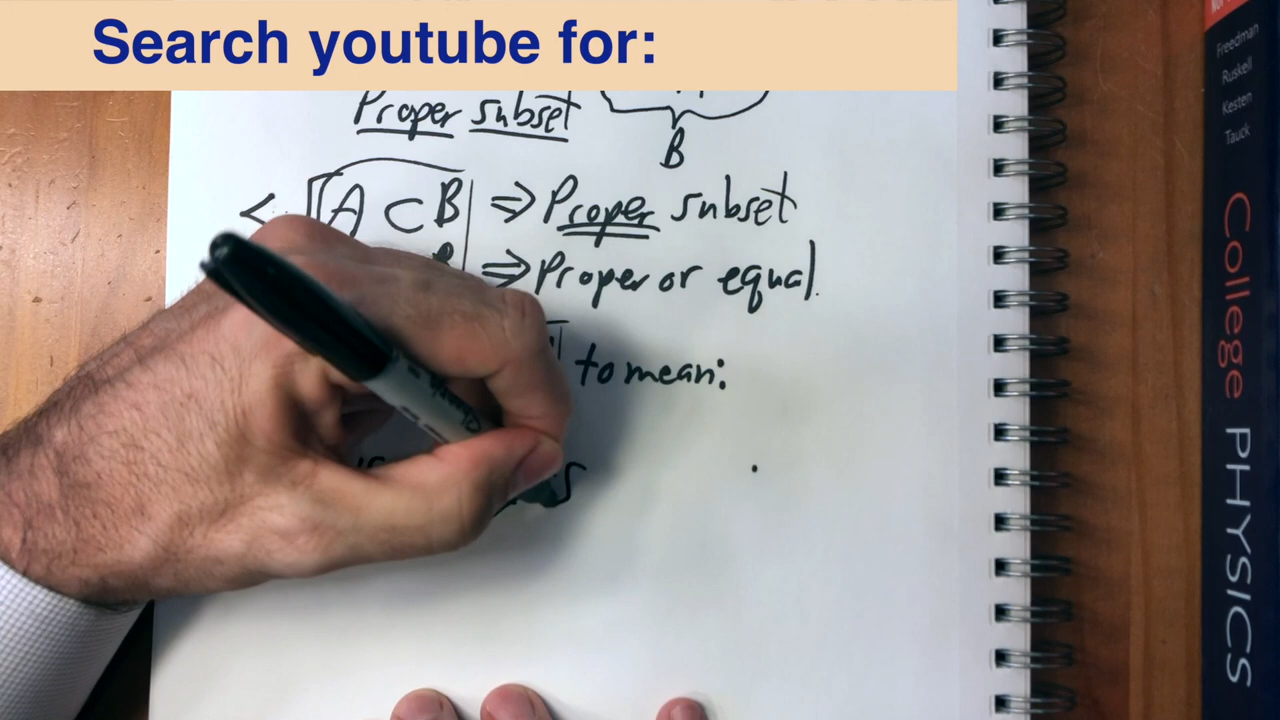 Search youtube for:
Proper subset
B
< A ⊂ B ⇒ Proper subset
⇒ Proper or equal.
to mean:
Freedman
Ruskell
Kesten
Tauck
College PHYSICS